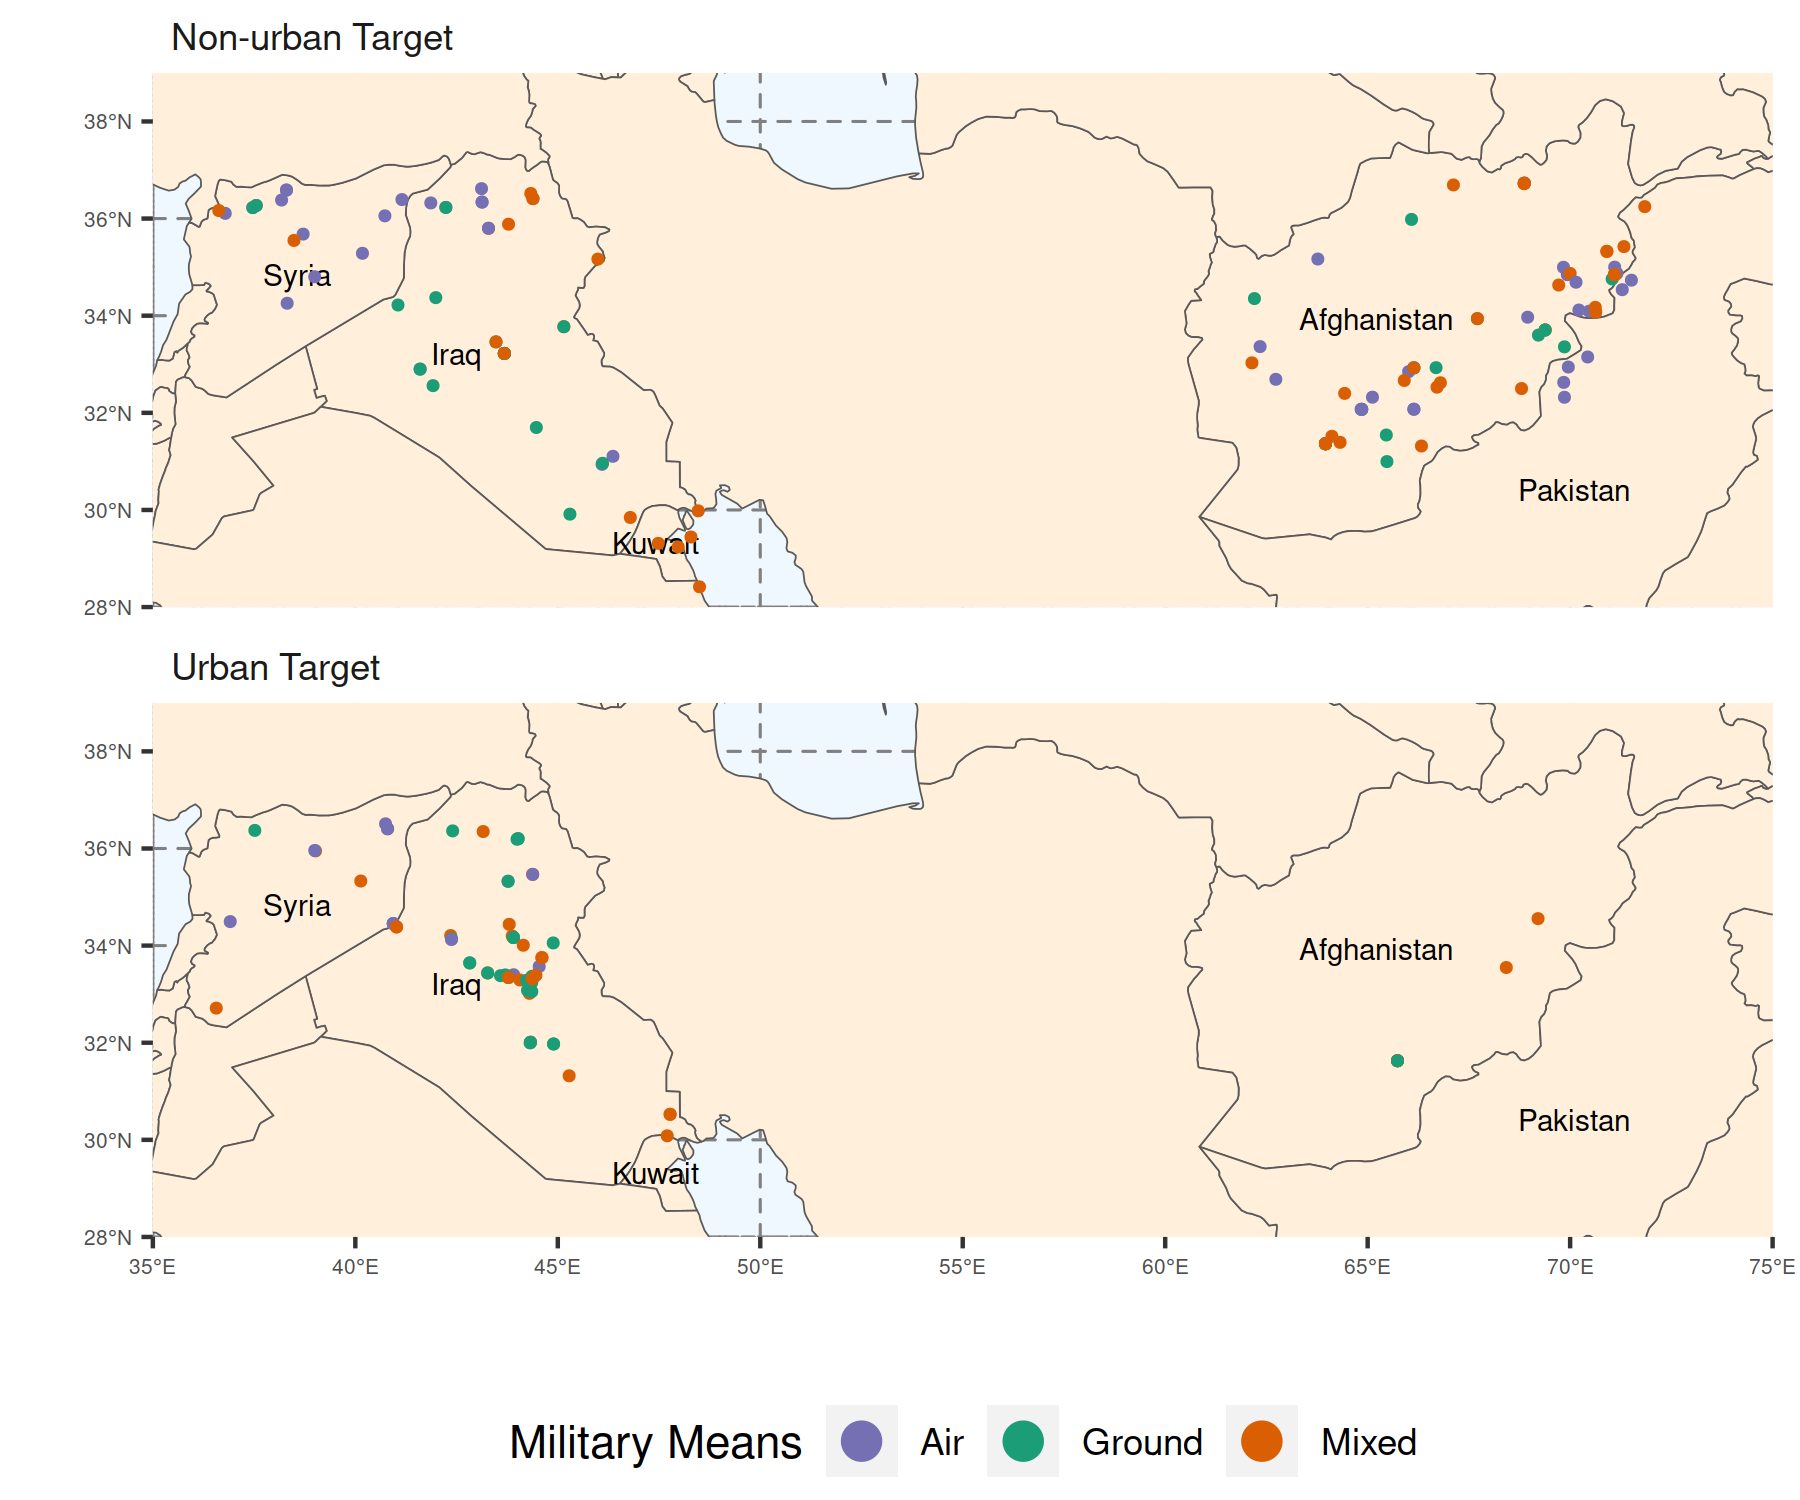 Non-urban Target
38°N
36°N
34°N
32°N
30°N
28°N
Syria
Iraq
Kuwait
Afghanistan
Pakistan
Urban Target
38°N
36°N
34°N
32°N
30°N
28°N
Syria
Iraq
Kuwait
Afghanistan
Pakistan
35°E 40°E 45°E 50°E 55°E 60°E 65°E 70°E 75°E
Military Means Air Ground Mixed